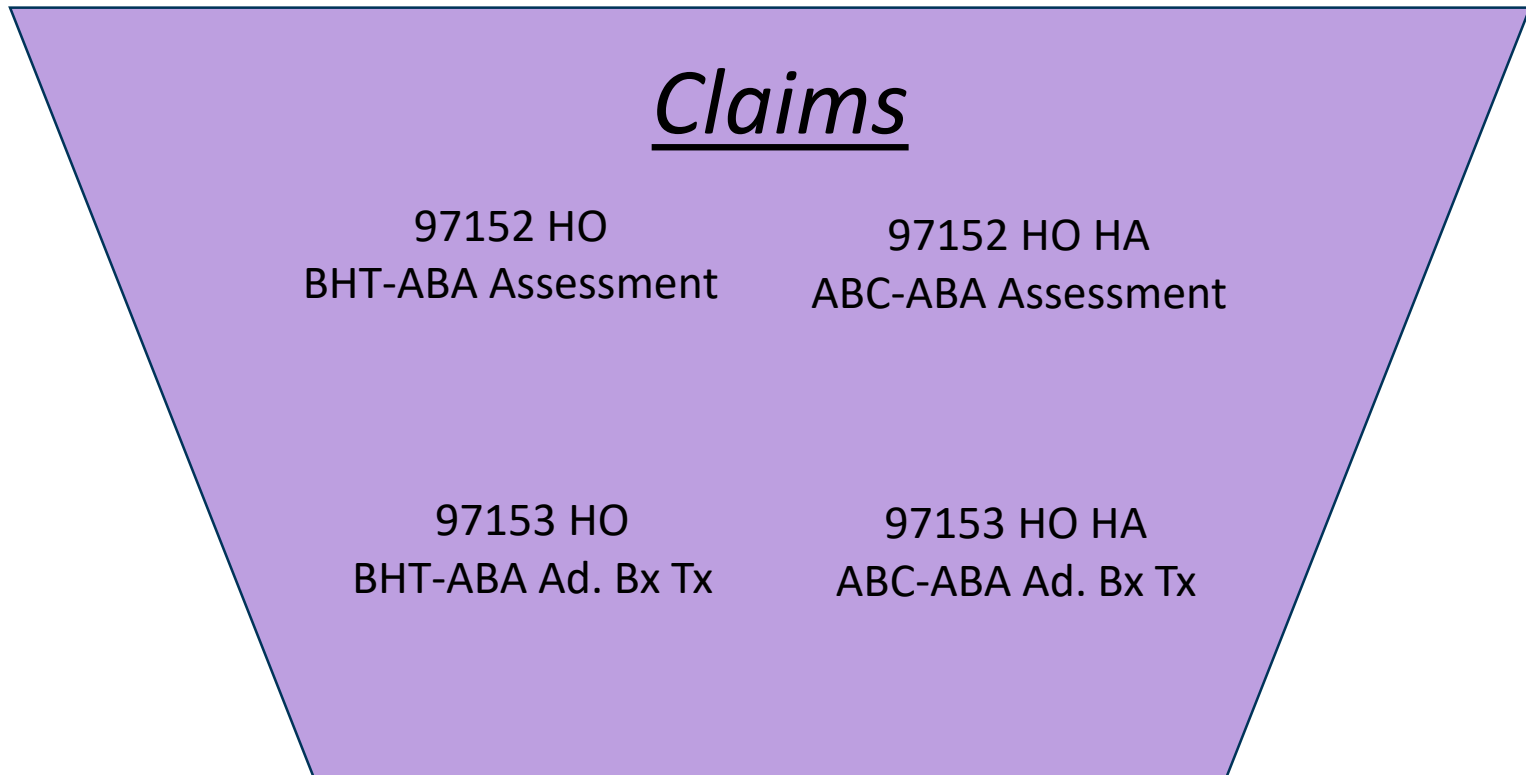 Claims
97152 HO
BHT-ABA Assessment
97152 HO HA
ABC-ABA Assessment
97153 HO
BHT-ABA Ad. Bx Tx
97153 HO HA
ABC-ABA Ad. Bx Tx